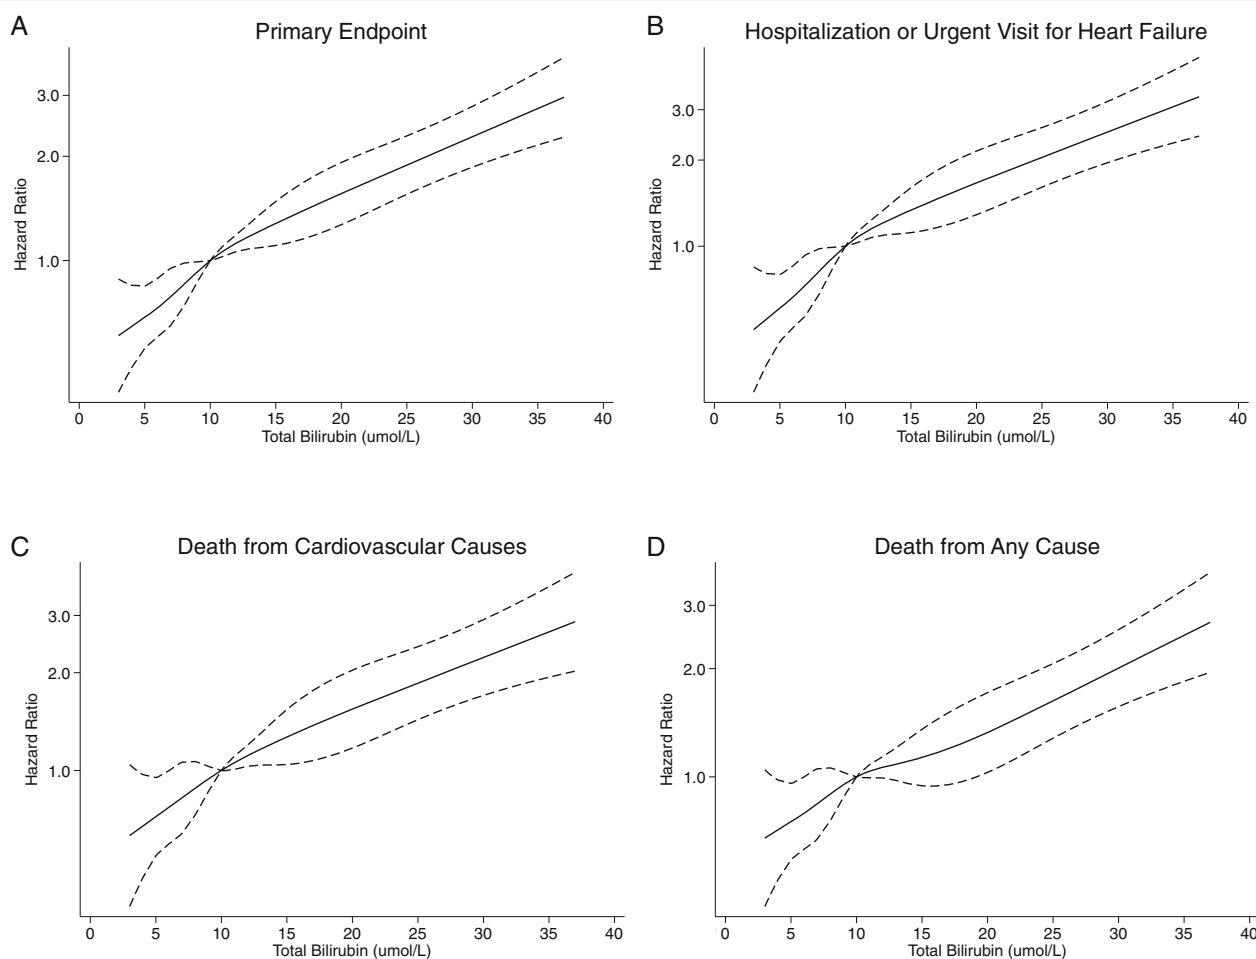 A
Primary Endpoint
3.0
2.0
1.0
Hazard Ratio
0 5 10 15 20 25 30 35 40
Total Bilirubin (umol/L)
B
Hospitalization or Urgent Visit for Heart Failure
3.0
2.0
1.0
Hazard Ratio
0 5 10 15 20 25 30 35 40
Total Bilirubin (umol/L)
C
Death from Cardiovascular Causes
3.0
2.0
1.0
Hazard Ratio
0 5 10 15 20 25 30 35 40
Total Bilirubin (umol/L)
D
Death from Any Cause
3.0
2.0
1.0
Hazard Ratio
0 5 10 15 20 25 30 35 40
Total Bilirubin (umol/L)